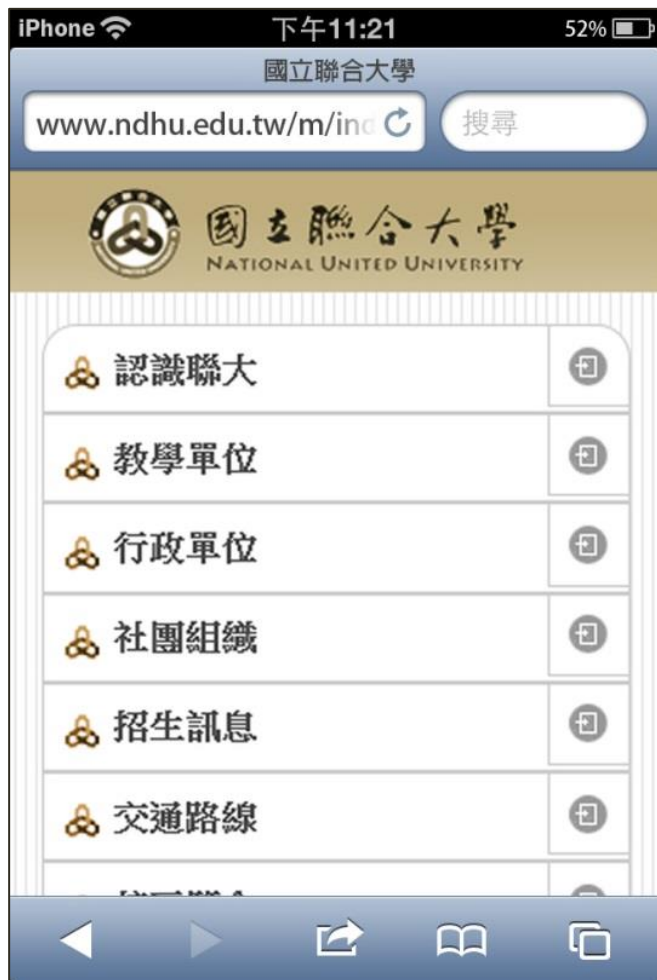 iPhone 下午11:21 52%
國立聯合大學
www.ndhu.edu.tw/m/ind 搜尋
國立聯合大學
NATIONAL UNITED UNIVERSITY
認識聯大
教學單位
行政單位
社團組織
招生訊息
交通路線